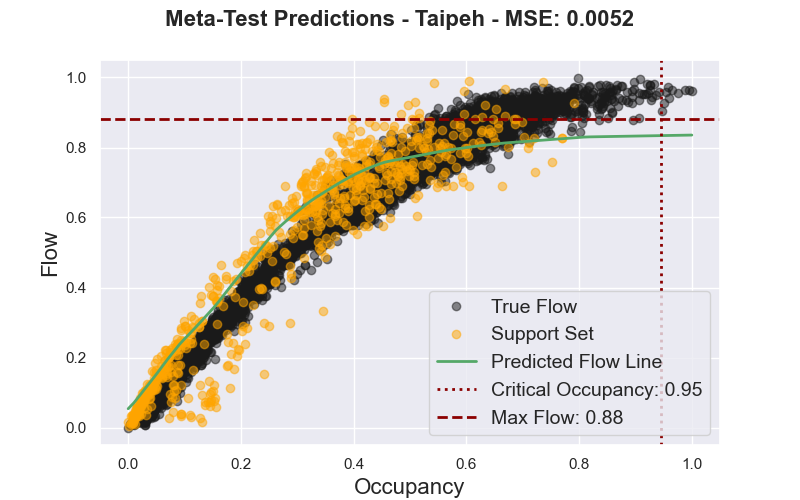 Meta-Test Predictions - Taipeh - MSE: 0.0052
1.0
0.8
0.6
0.4
0.2
0.0
Flow
True Flow
Support Set
Predicted Flow Line
Critical Occupancy: 0.95
Max Flow: 0.88
0.0 0.2 0.4 0.6 0.8 1.0
Occupancy